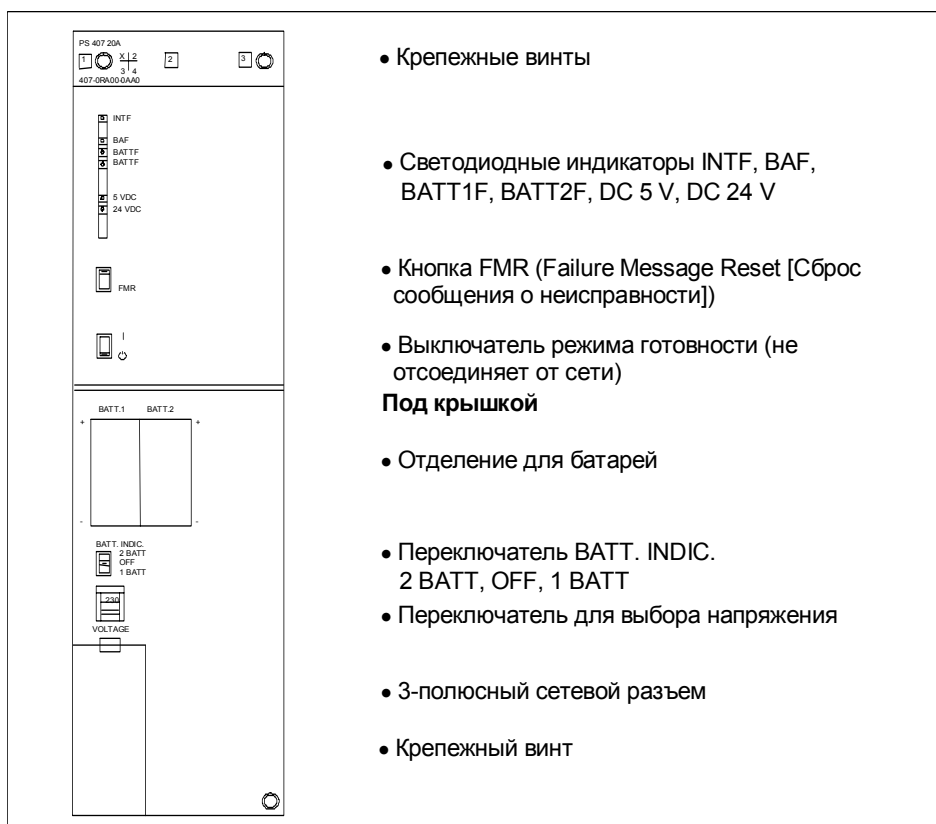 PS 407 20A
1 X 2 2 3
3 4
407-0RA00-0AA0
INTF
BAF
BATTF
BATTF
5 VDC
24 VDC
FMR
I
BATT.1 BATT.2
+ +
- -
BATT. INDIC.
2 BATT
OFF
1 BATT
230
VOLTAGE
• Крепежные винты
• Светодиодные индикаторы INTF, BAF,
BATT1F, BATT2F, DC 5 V, DC 24 V
• Кнопка FMR (Failure Message Reset [Сброс
сообщения о неисправности])
• Выключатель режима готовности (не
отсоединяет от сети)
Под крышкой
• Отделение для батарей
• Переключатель BATT. INDIC.
2 BATT, OFF, 1 BATT
• Переключатель для выбора напряжения
• 3-полюсный сетевой разъем
• Крепежный винт